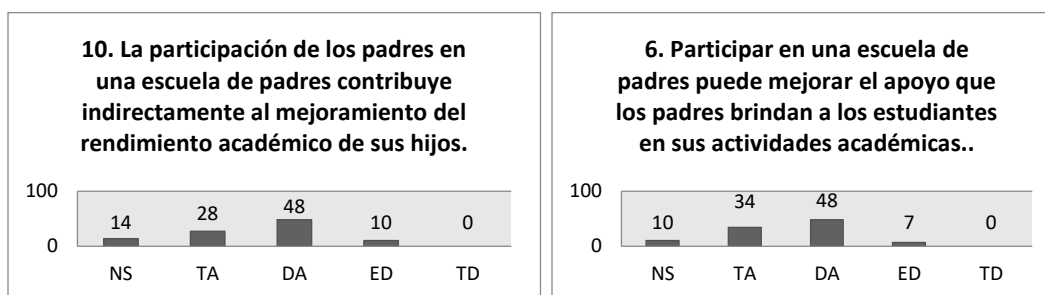 10. La participación de los padres en
una escuela de padres contribuye
indirectamente al mejoramiento del
rendimiento académico de sus hijos.
100
0
14
28
48
10
0
NS
TA
DA
ED
TD
6. Participar en una escuela de
padres puede mejorar el apoyo que
los padres brindan a los estudiantes
en sus actividades académicas..
100
0
10
34
48
7
0
NS
TA
DA
ED
TD